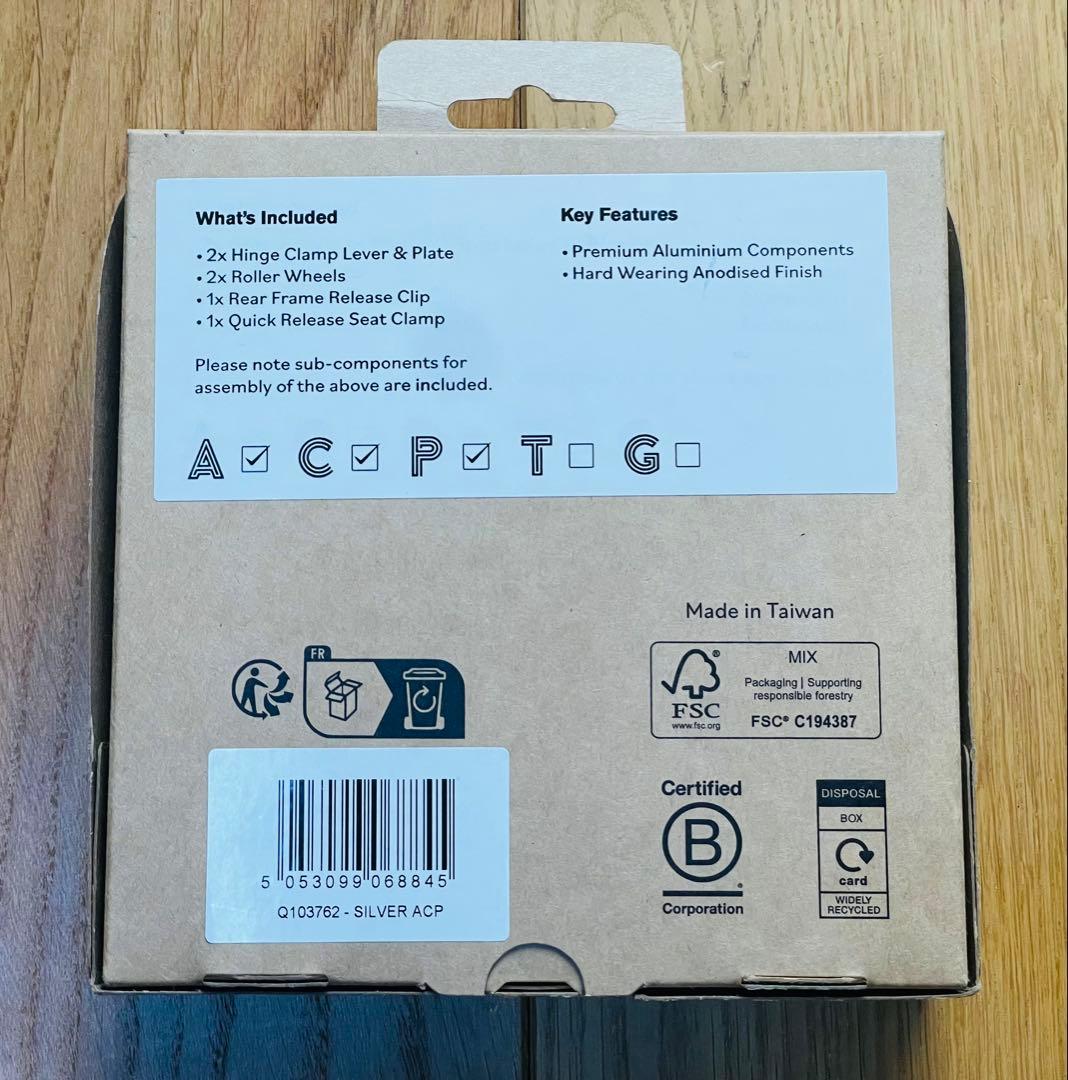 What's Included
• 2x Hinge Clamp Lever & Plate
• 2x Roller Wheels
• 1x Rear Frame Release Clip
• 1x Quick Release Seat Clamp
Please note sub-components for
assembly of the above are included.
Key Features
• Premium Aluminium Components
• Hard Wearing Anodised Finish
A C P T G
Made in Taiwan
FR
FSC®
www.fsc.org
MIX
Packaging | Supporting
responsible forestry
FSC® C194387
5 053099 068845
Q103762 - SILVER ACP
Certified
B
Corporation
DISPOSAL
BOX
card
WIDELY
RECYCLED